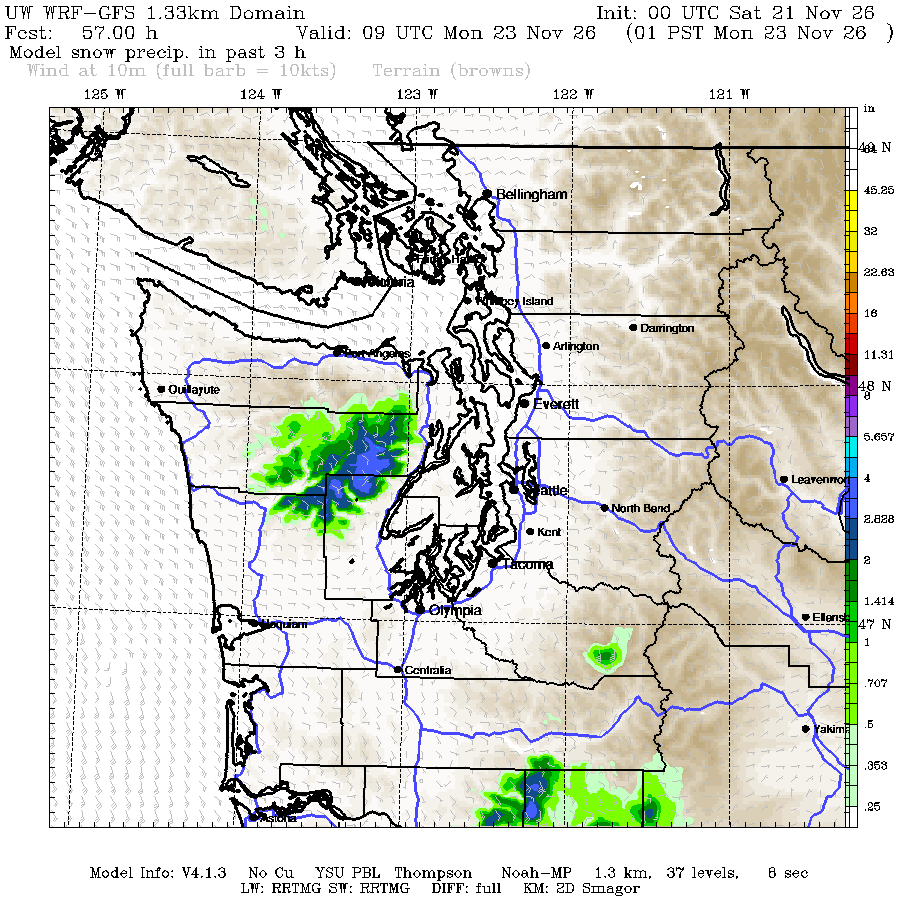 UW WRF-GFS 1.33km Domain Init: 00 UTC Sat 21 Nov 26
Fcst: 57.00 h Valid: 09 UTC Mon 23 Nov 26 (01 PST Mon 23 Nov 26 )
Model snow precip. in past 3 h
Wind at 10m (full barb = 10kts) Terrain (browns)
125 W 124 W 123 W 122 W 121 W
in
49 N
Bellingham
45.25
32
Victoria
22.63
Whidbey Island
16
Darrington
Arlington
Port Angeles
11.31
Quillayute
48 N
8
Everett
5.657
Leavenwor
4
Seattle
North Bend
2.828
Kent
Tacoma
2
1.414
Olympia
Ellens
Hoquiam
47 N
1
Centralia
.707
.5
Yakim
.353
.25
Astoria
Model Info: V4.1.3 No Cu YSU PBL Thompson Noah-MP 1.3 km, 37 levels, 8 sec
LW: RRTMG SW: RRTMG DIFF: full KM: 2D Smagor